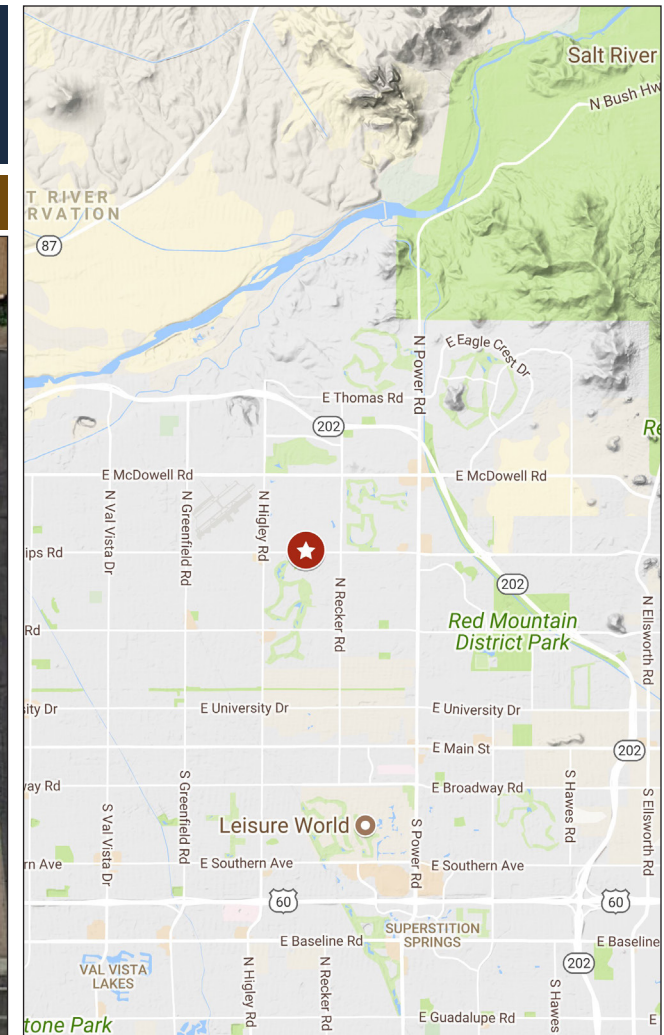 Salt River
N Bush Hw
T RIVER
RVATION
87
N Power Rd
E Eagle Crest Dr
E Thomas Rd
202
Re
E McDowell Rd
E McDowell Rd
N Val Vista Dr
N Greenfield Rd
N Higley Rd
ips Rd
N Recker Rd
202
N Ellsworth Rd
Red Mountain
District Park
Rd
ity Dr
E University Dr
E University Dr
E Main St
202
ay Rd
E Broadway Rd
S Val Vista Dr
S Greenfield Rd
Leisure World
S Power Rd
S Hawes Rd
S Ellsworth Rd
rn Ave
E Southern Ave
E Southern Ave
60
60
E Baseline Rd
SUPERSTITION
SPRINGS
E Baseline
VAL VISTA
LAKES
N Higley Rd
N Recker Rd
202
S Hawes
tone Park
E Guadalupe Rd
E